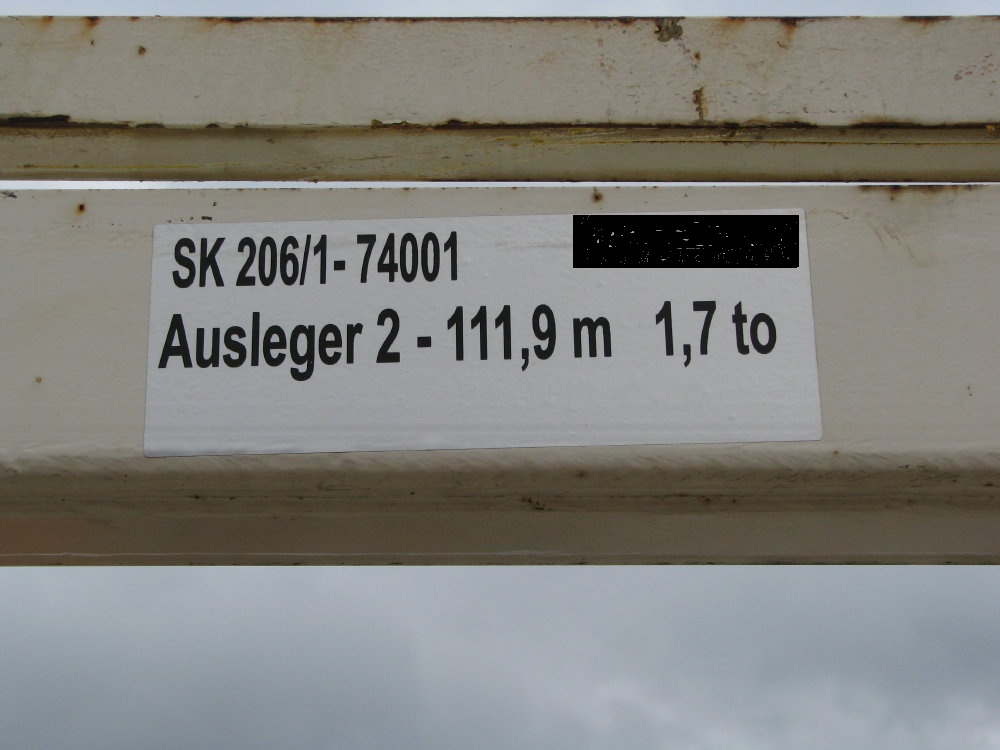 SK 206/1- 74001
Ausleger 2 - 111,9 m 1,7 to